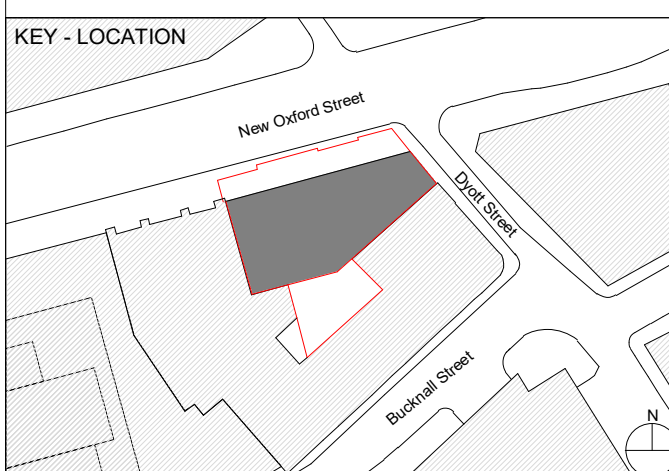 KEY - LOCATION
New Oxford Street
Dyott Street
Bucknall Street
N